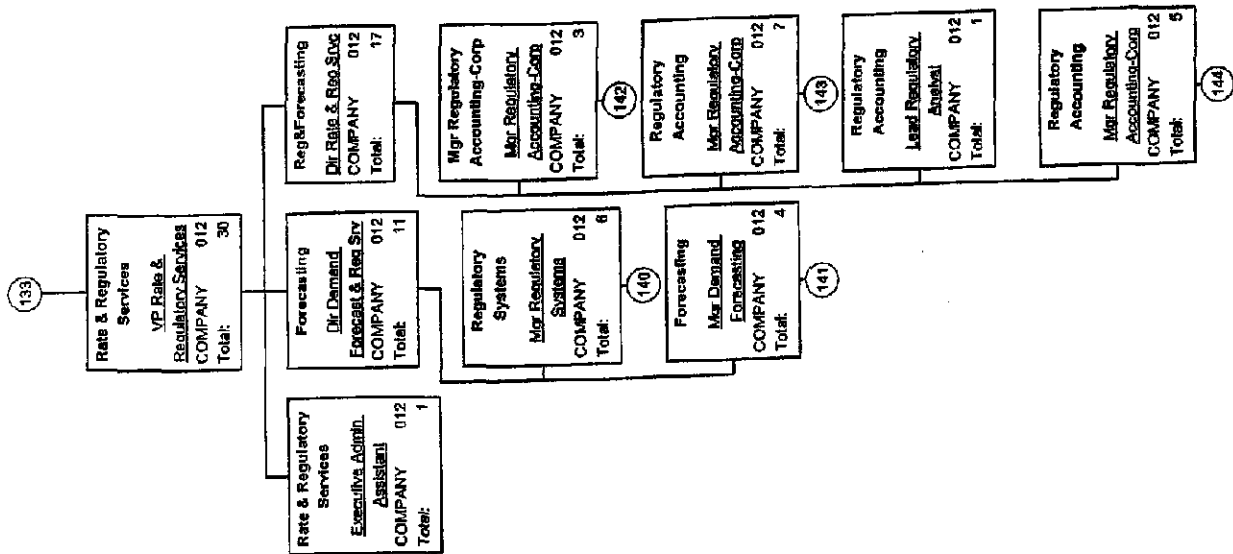 133
Rate & Regulatory
Services
VP Rate &
Regulatory Services
COMPANY 012
Total: 30
Rate & Regulatory
Services
Executive Admin
Assistant
COMPANY 012
Total: 1
Forecasting
Dir Demand
Forecast & Reg Srv
COMPANY 012
Total: 11
Reg&Forecasting
Dir Rate & Reg Srvc
COMPANY 012
Total: 17
Regulatory
Systems
Mgr Regulatory
Systems
COMPANY 012
Total: 6
140
Forecasting
Mgr Demand
Forecasting
COMPANY 012
Total: 4
141
Mgr Regulatory
Accounting-Corp
Mgr Regulatory
Accounting-Corp
COMPANY 012
Total: 3
142
Regulatory
Accounting
Mgr Regulatory
Accounting-Corp
COMPANY 012
Total: 7
143
Regulatory
Accounting
Lead Regulatory
Analyst
COMPANY 012
Total: 1
Regulatory
Accounting
Mgr Regulatory
Accounting-Corp
COMPANY 012
Total: 5
144